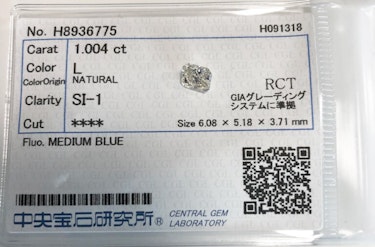 No. H8936775 H091318
Carat 1.004 ct
Color L
ColorOrigin NATURAL
Clarity SI-1
Cut ****
RCT
GIAグレーディング
システムに準拠
Size 6.08 × 5.18 × 3.71 mm
Fluo. MEDIUM BLUE
中央宝石研究所® CENTRAL GEM
LABORATORY